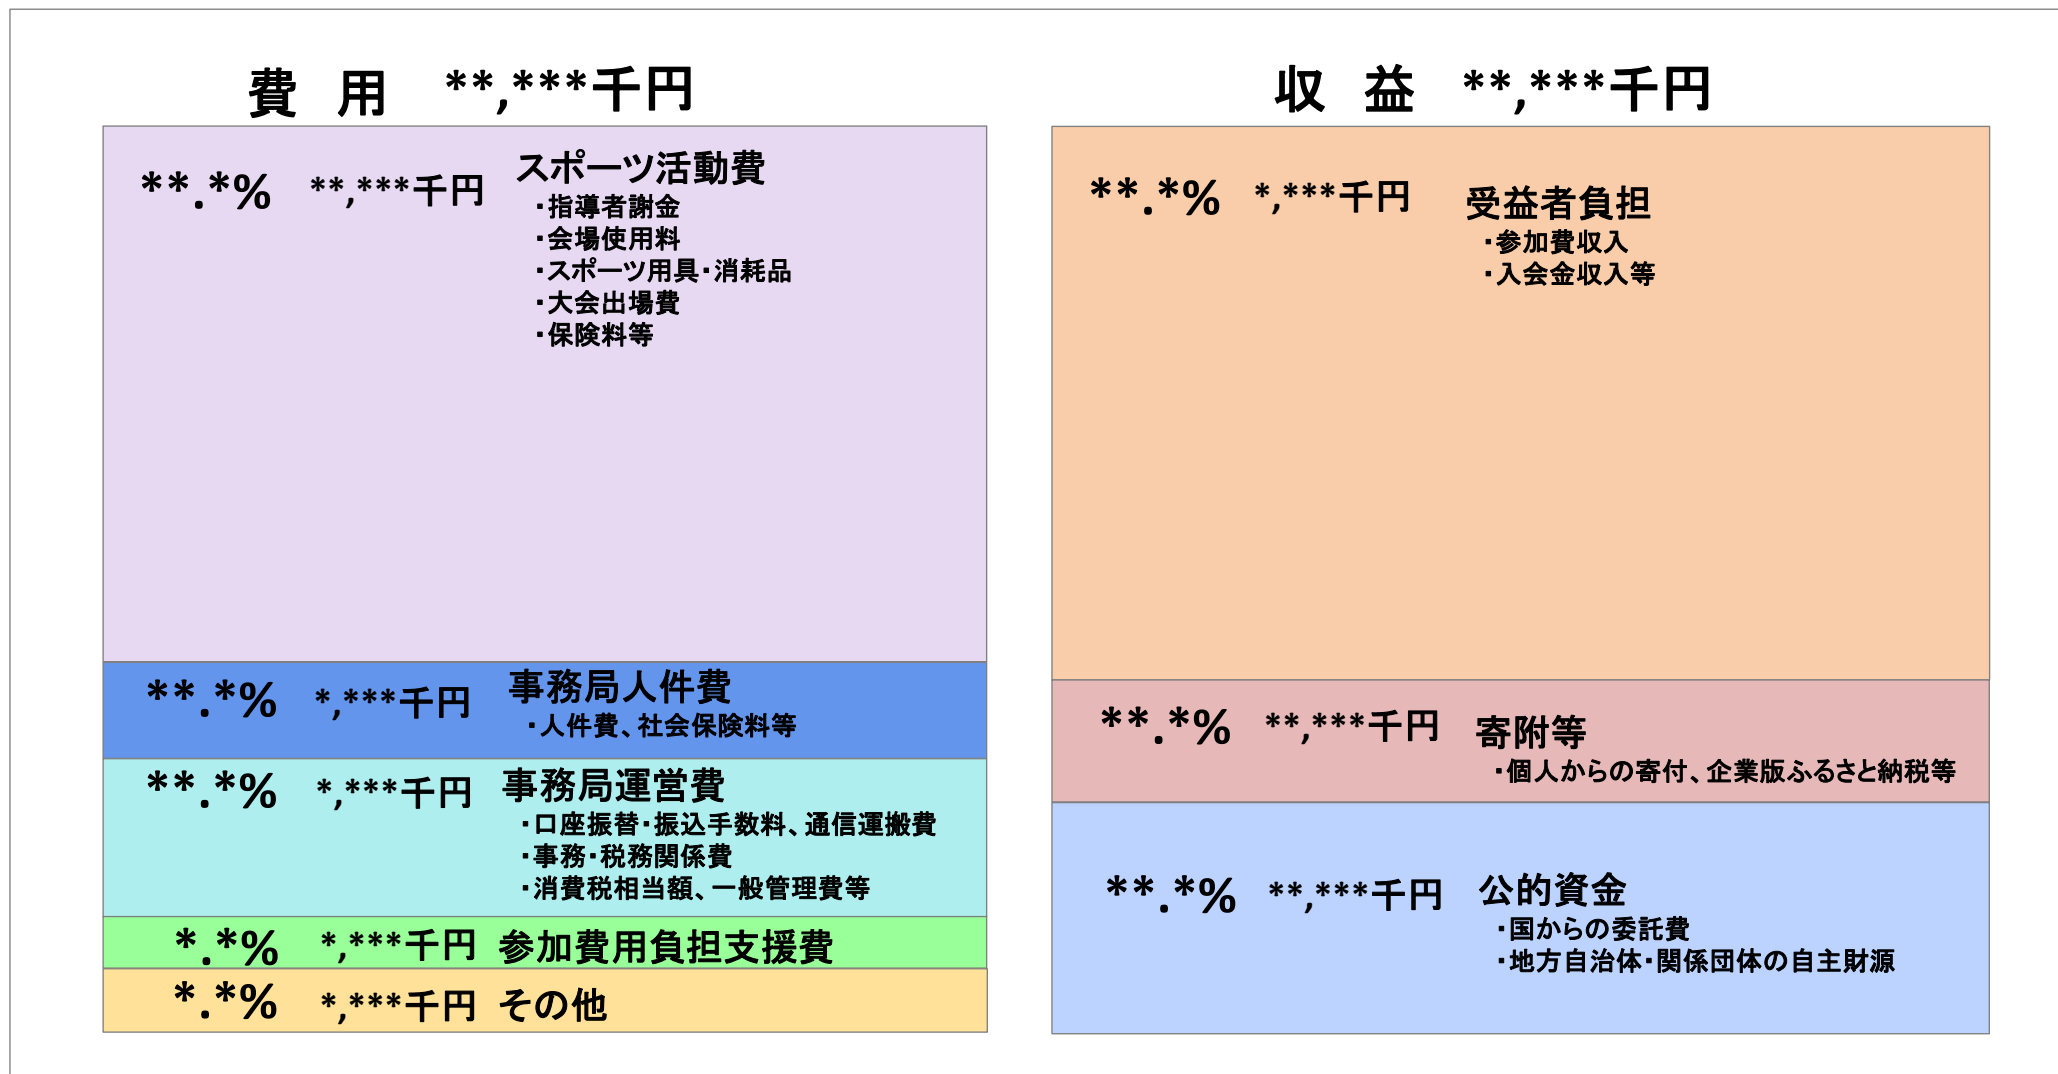 費　用　**,***千円
**.*%　**,***千円　スポーツ活動費
・指導者謝金
・会場使用料
・スポーツ用具・消耗品
・大会出場費
・保険料等
**.*%　*,***千円　事務局人件費
・人件費、社会保険料等
**.*%　*,***千円　事務局運営費
・口座振替・振込手数料、通信運搬費
・事務・税務関係費
・消費税相当額、一般管理費等
*.*%　*,***千円　参加費用負担支援費
*.*%　*,***千円　その他
収　益　**,***千円
**.*%　*,***千円　受益者負担
・参加費収入
・入会金収入等
**.*%　**,***千円　寄附等
・個人からの寄付、企業版ふるさと納税等
**.*%　**,***千円　公的資金
・国からの委託費
・地方自治体・関係団体の自主財源